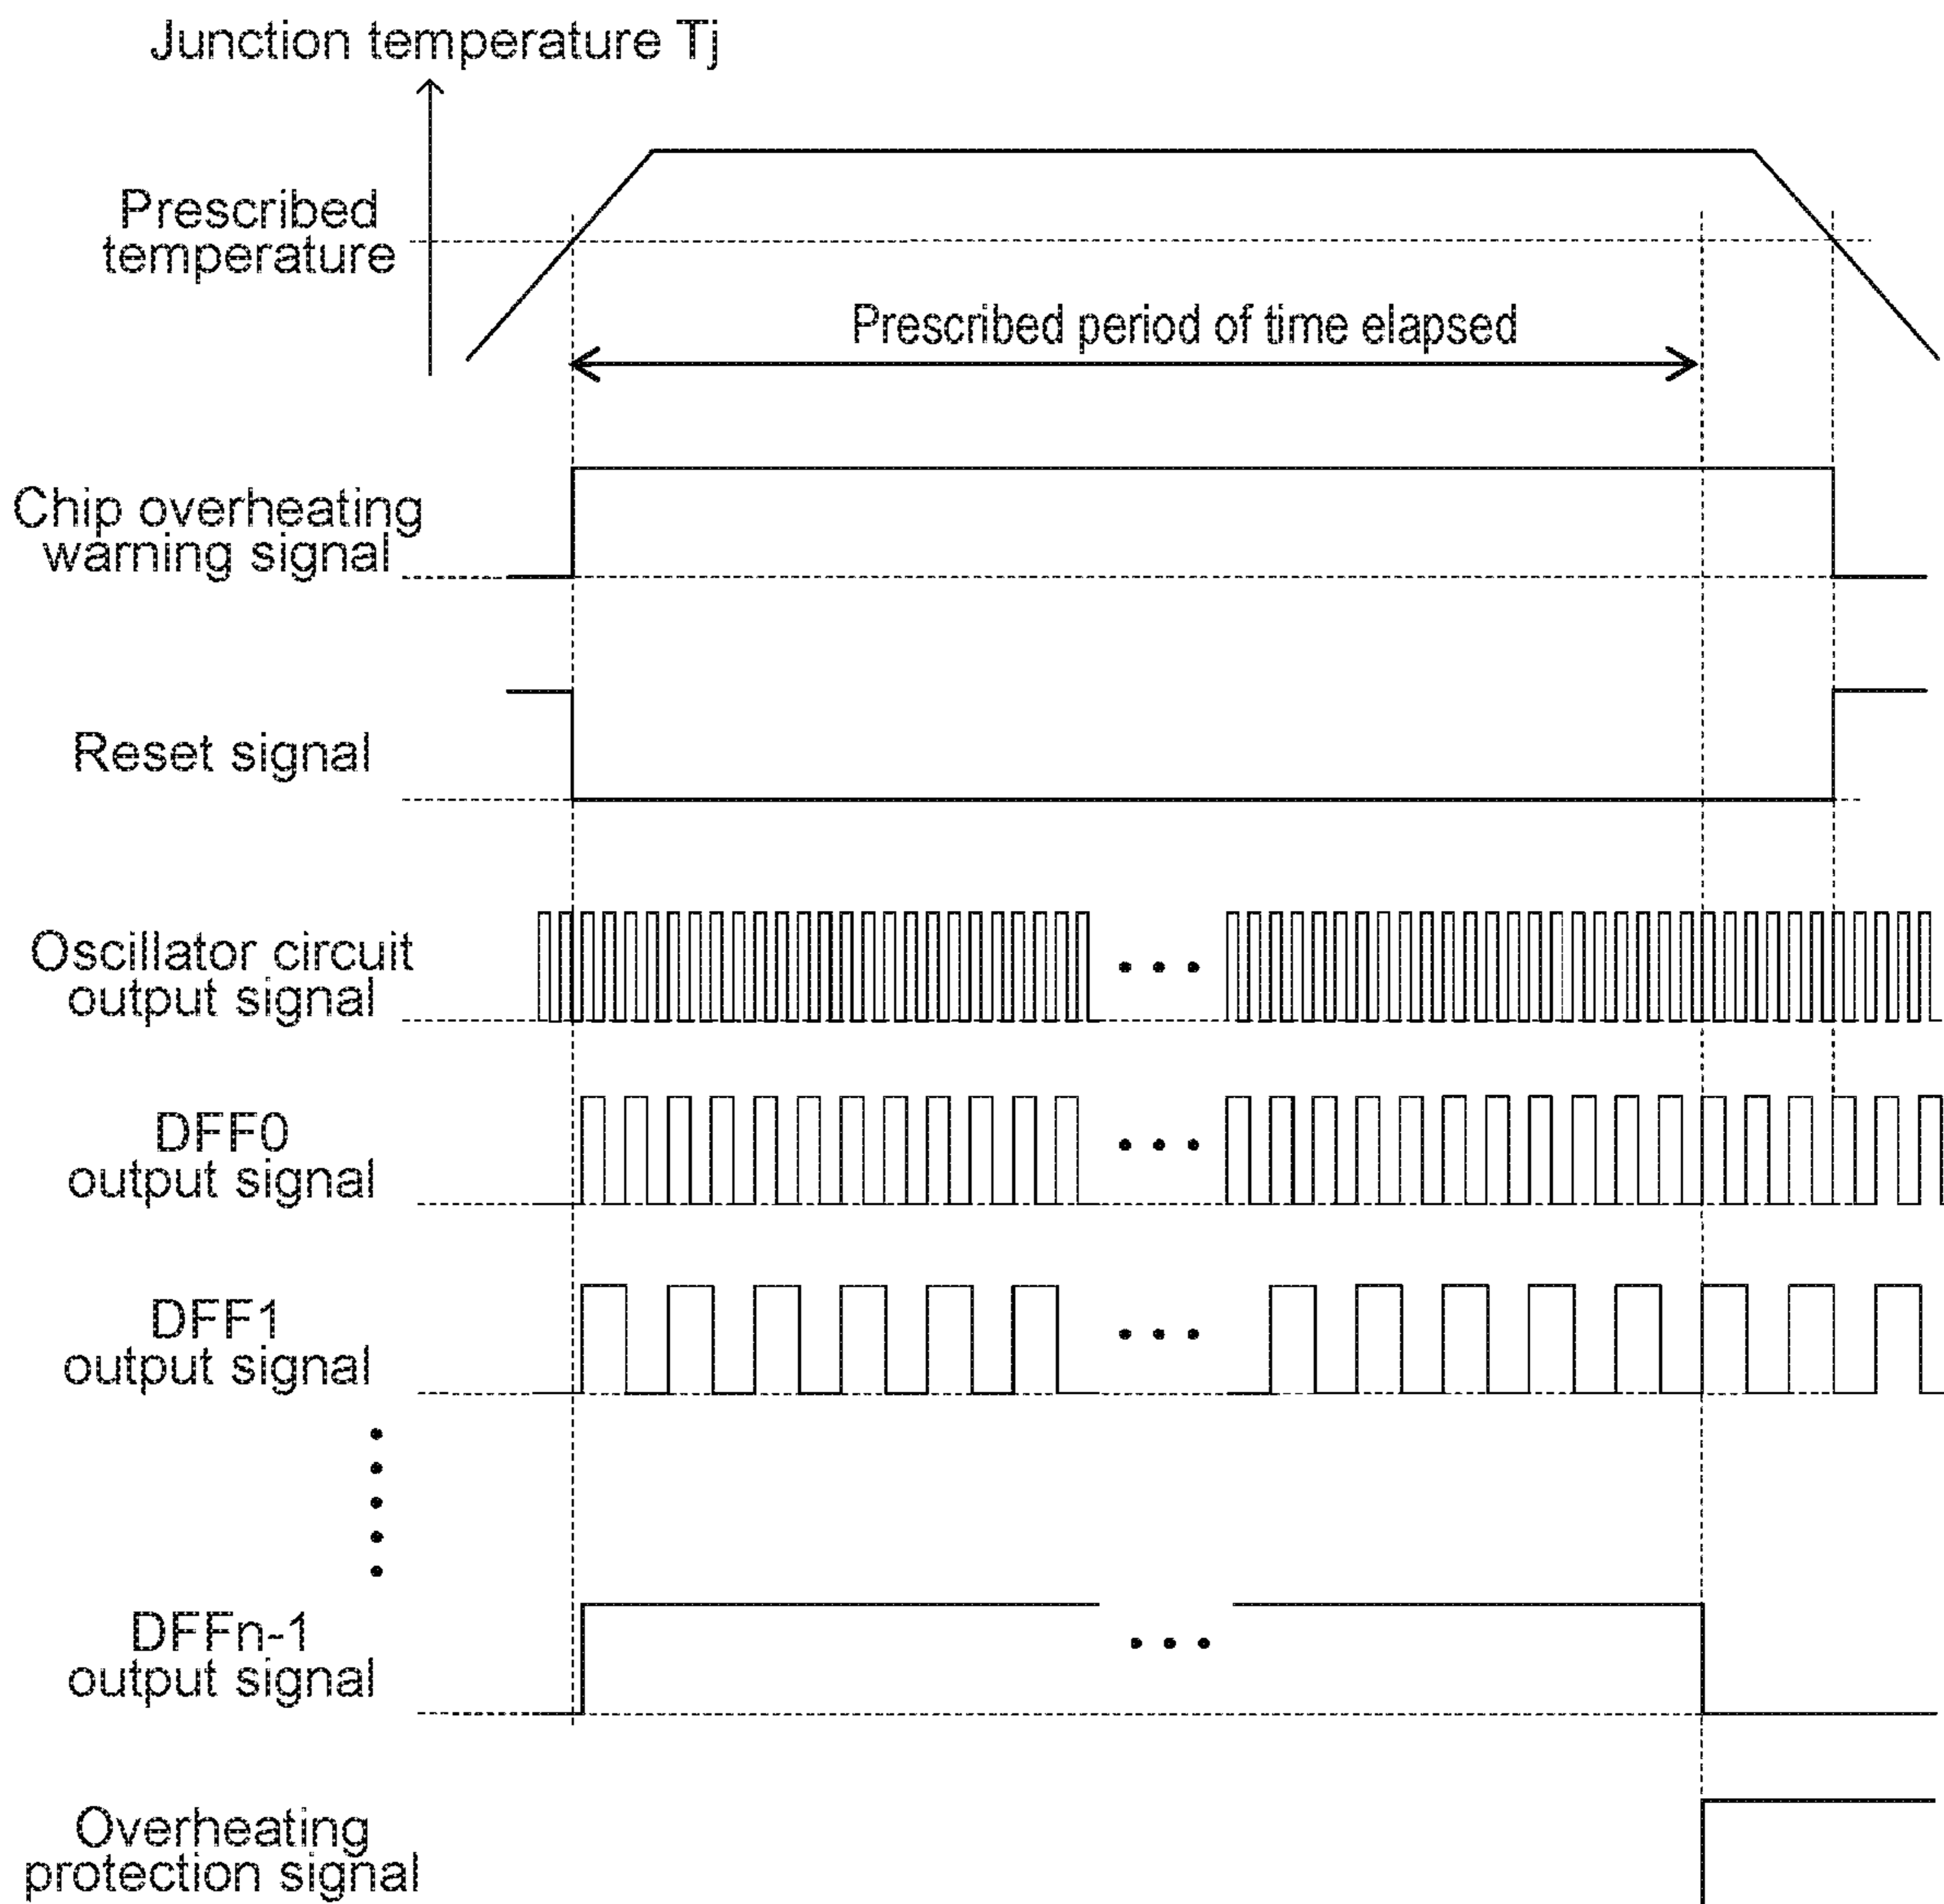 Junction temperature Tj
Prescribed
temperature
Prescribed period of time elapsed
Chip overheating
warning signal
Reset signal
Oscillator circuit
output signal
DFF0
output signal
DFF1
output signal
DFFn-1
output signal
Overheating
protection signal